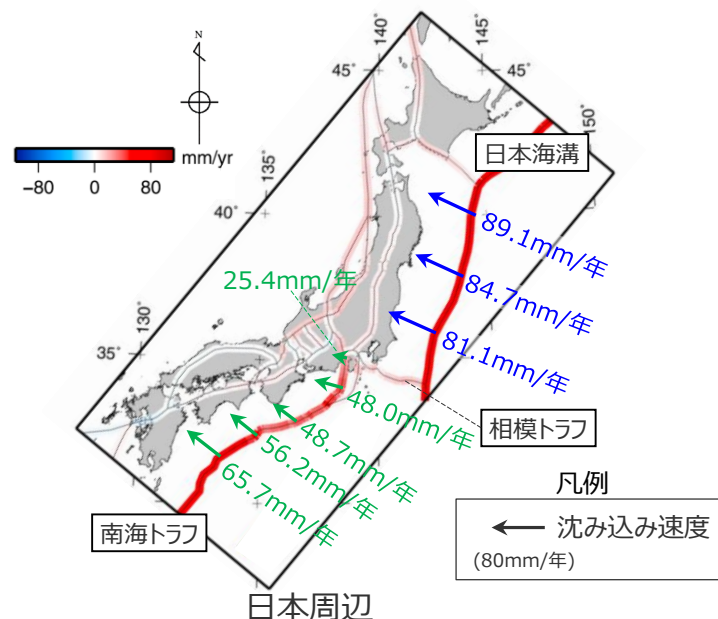 N
mm/yr
−80
0
80
140
145
45°
45°
150
135
40°
130
35°
日本海溝
89.1mm/年
84.7mm/年
81.1mm/年
25.4mm/年
48.0mm/年
48.7mm/年
56.2mm/年
65.7mm/年
相模トラフ
南海トラフ
凡例
沈み込み速度
(80mm/年)
日本周辺